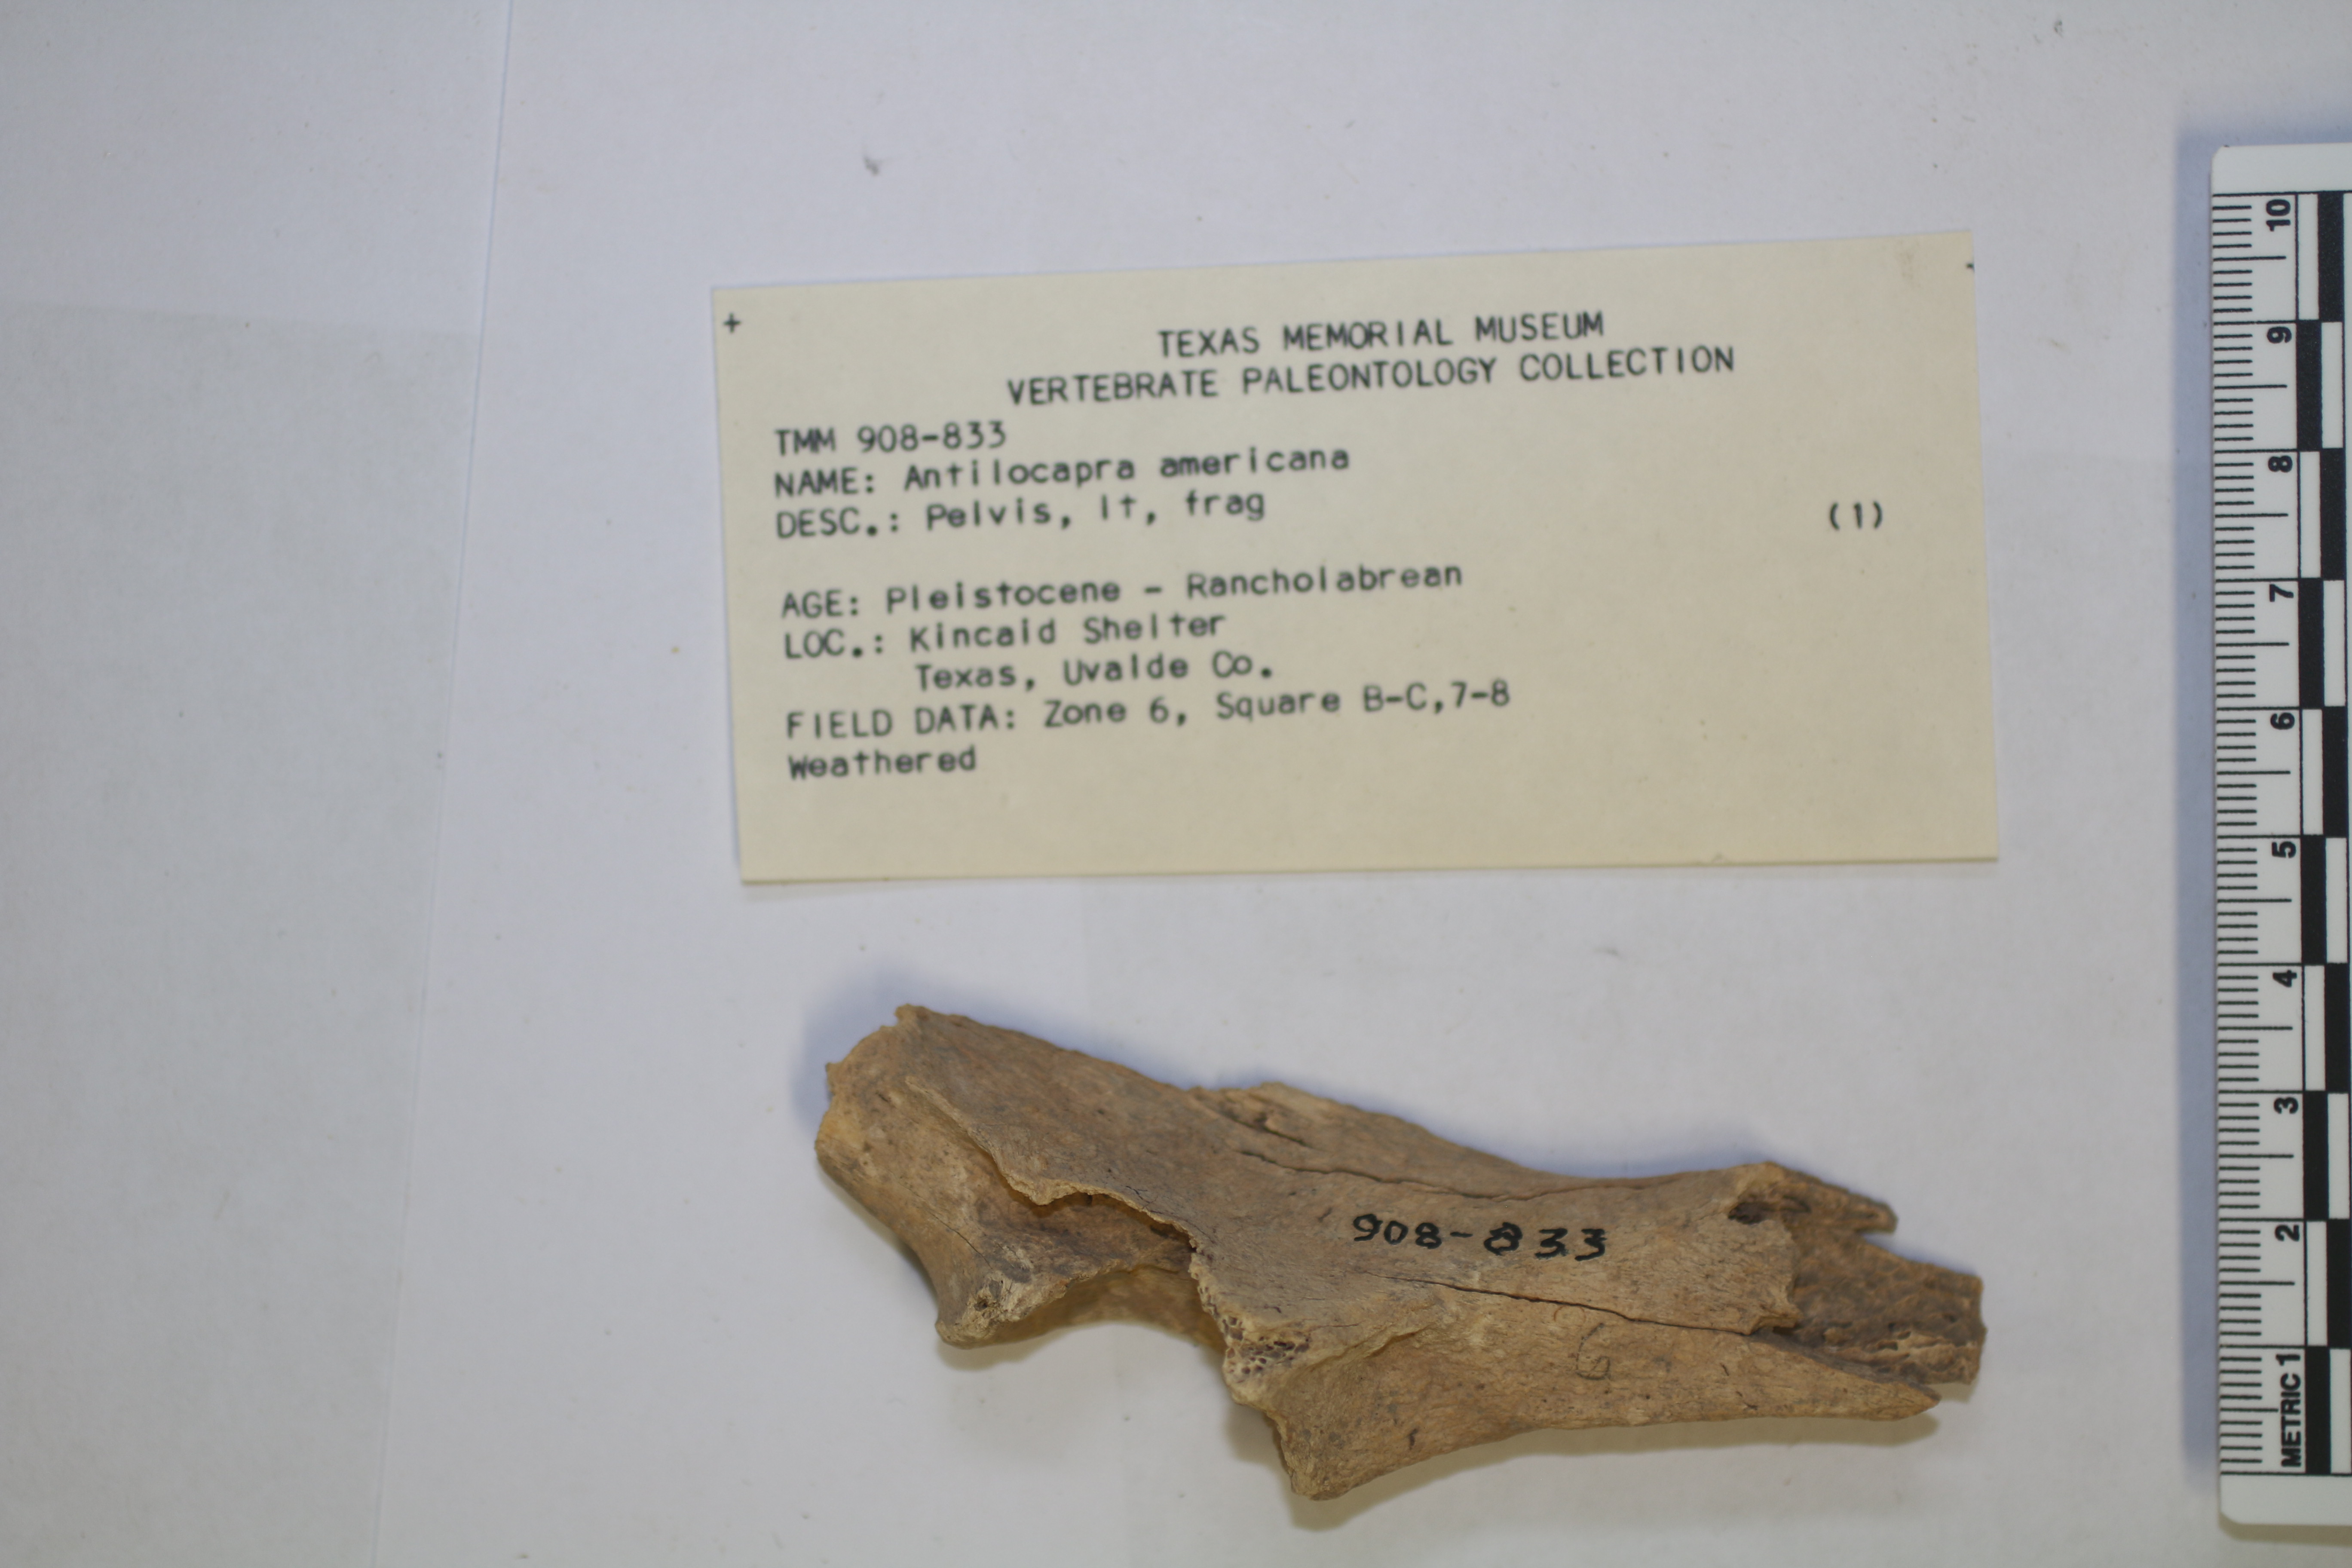 +
TEXAS MEMORIAL MUSEUM
VERTEBRATE PALEONTOLOGY COLLECTION
TMM 908-833
NAME: Antilocapra americana
DESC.: Pelvis, lt, frag (1)
AGE: Pleistocene - Rancholabrean
LOC.: Kincaid Shelter
Texas, Uvalde Co.
FIELD DATA: Zone 6, Square B-C,7-8
Weathered
908-833
10
9
8
7
6
5
4
3
2
METRIC 1